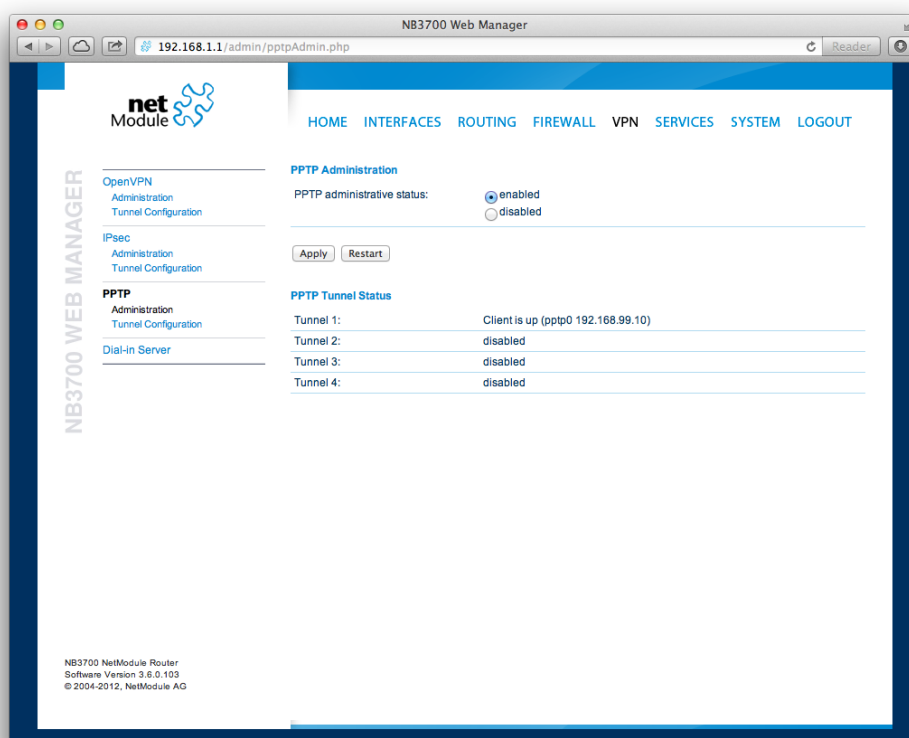 NB3700 Web Manager
192.168.1.1/admin/pptpAdmin.php
Reader
net
Module
HOME INTERFACES ROUTING FIREWALL VPN SERVICES SYSTEM LOGOUT
NB3700 WEB MANAGER
OpenVPN
Administration
Tunnel Configuration
IPsec
Administration
Tunnel Configuration
PPTP
Administration
Tunnel Configuration
Dial-in Server
PPTP Administration
PPTP administrative status: enabled
disabled
Apply Restart
PPTP Tunnel Status
Tunnel 1: Client is up (pptp0 192.168.99.10)
Tunnel 2: disabled
Tunnel 3: disabled
Tunnel 4: disabled
NB3700 NetModule Router
Software Version 3.6.0.103
© 2004-2012, NetModule AG